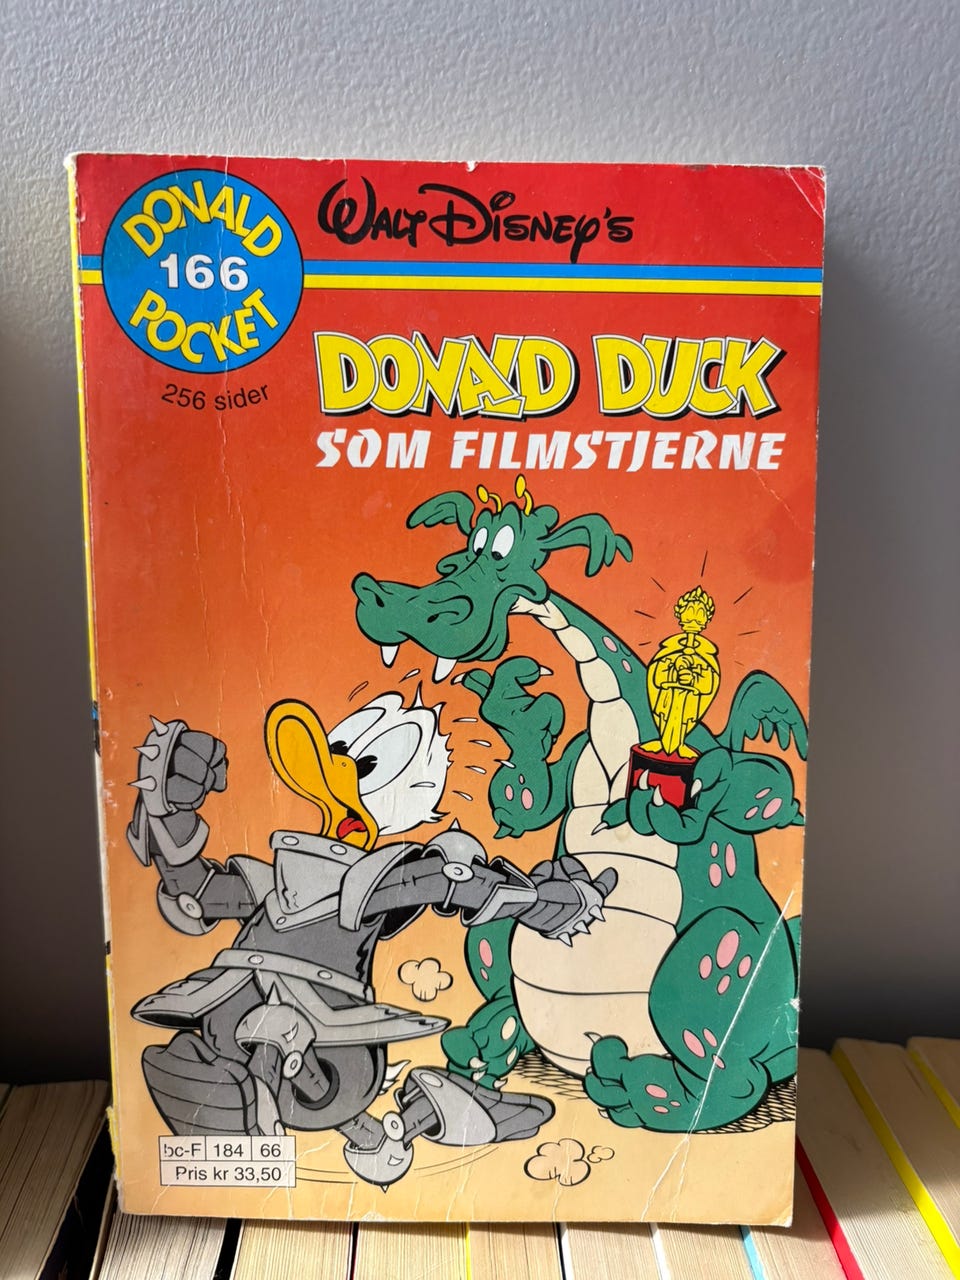 DONALD
166
POCKET
256 sider
WALT DISNEY'S
DONALD DUCK
SOM FILMSTJERNE
bc-F 184 66
Pris kr 33,50